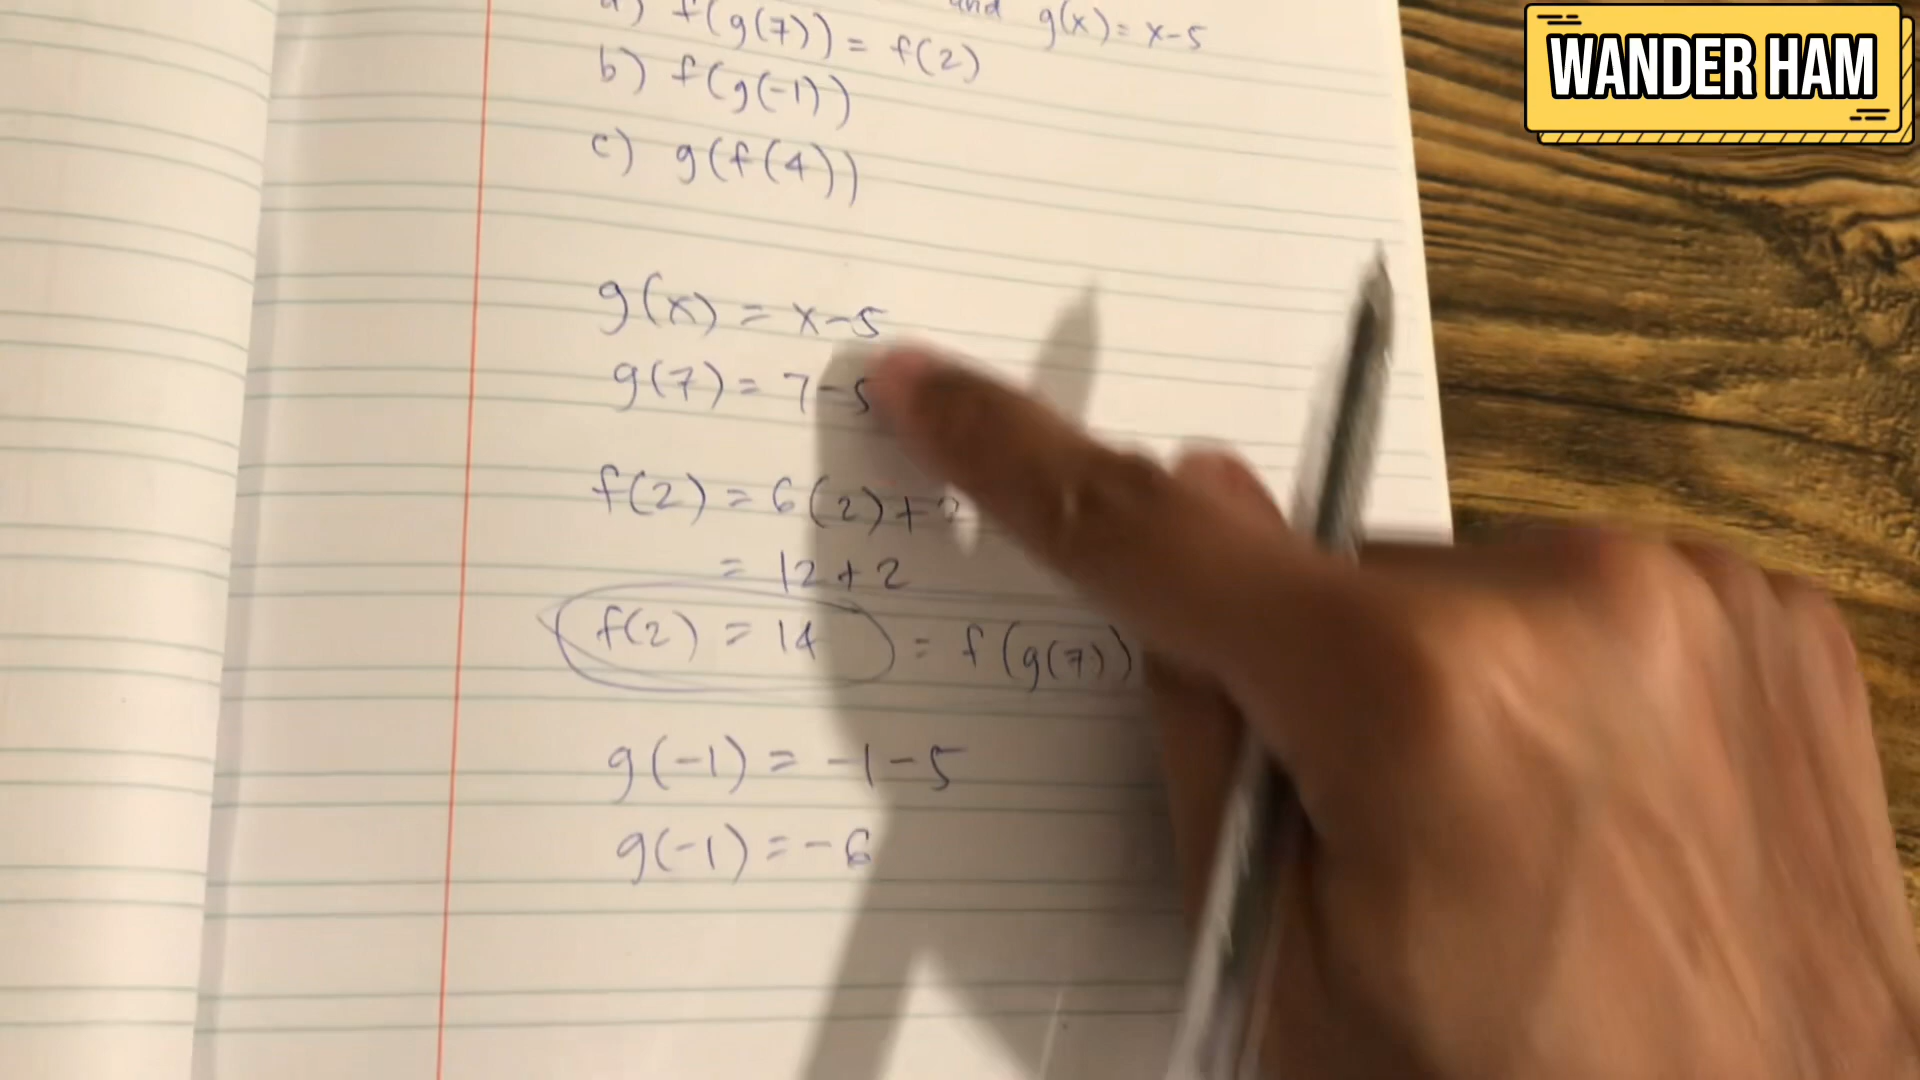 and g(x)= x-5
a) f(g(7)) = f(2)
b) f(g(-1))
c) g(f(4))
g(x) = x-5
g(7) = 7-5
f(2) = 6(2)+2
= 12+2
f(2) = 14 = f(g(7))
g(-1) = -1-5
g(-1) = -6
WANDER HAM